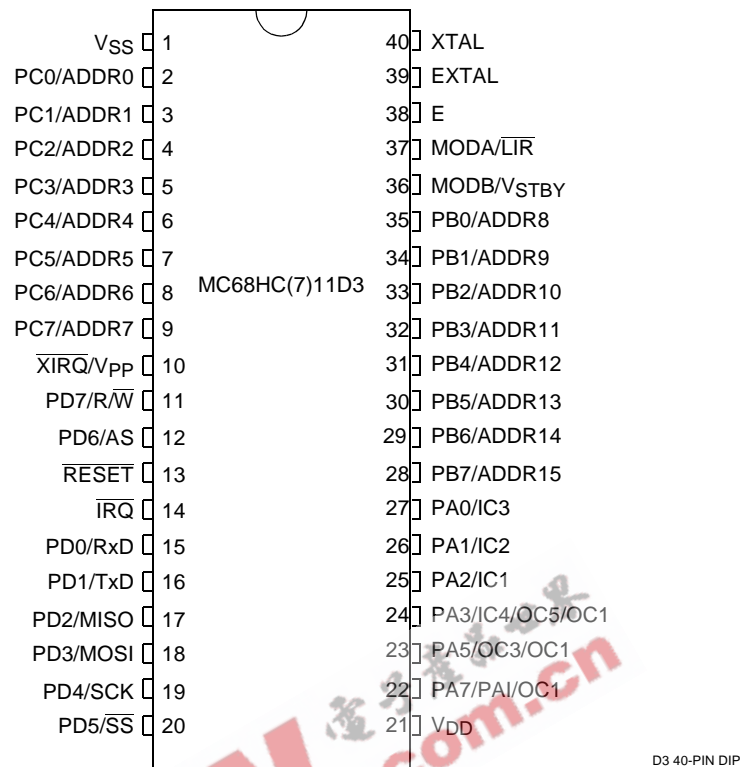 VSS 1
PC0/ADDR0 2
PC1/ADDR1 3
PC2/ADDR2 4
PC3/ADDR3 5
PC4/ADDR4 6
PC5/ADDR5 7
PC6/ADDR6 8
PC7/ADDR7 9
XIRQ/VPP 10
PD7/R/W 11
PD6/AS 12
RESET 13
IRQ 14
PD0/RxD 15
PD1/TxD 16
PD2/MISO 17
PD3/MOSI 18
PD4/SCK 19
PD5/SS 20
MC68HC(7)11D3
40 XTAL
39 EXTAL
38 E
37 MODA/LIR
36 MODB/VSTBY
35 PB0/ADDR8
34 PB1/ADDR9
33 PB2/ADDR10
32 PB3/ADDR11
31 PB4/ADDR12
30 PB5/ADDR13
29 PB6/ADDR14
28 PB7/ADDR15
27 PA0/IC3
26 PA1/IC2
25 PA2/IC1
24 PA3/IC4/OC5/OC1
23 PA5/OC3/OC1
22 PA7/PAI/OC1
21 VDD
D3 40-PIN DIP
com.cn